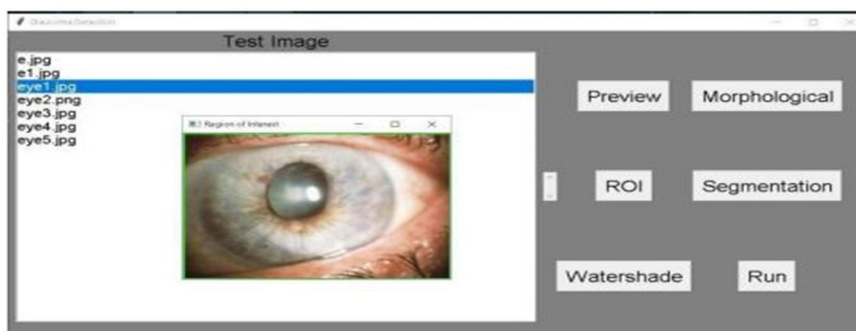 Glaucoma Detection
Test Image
e.jpg
e1.jpg
eye1.jpg
eye2.png
eye3.jpg
eye4.jpg
eye5.jpg
Region of Interest
Preview
Morphological
ROI
Segmentation
Watershade
Run